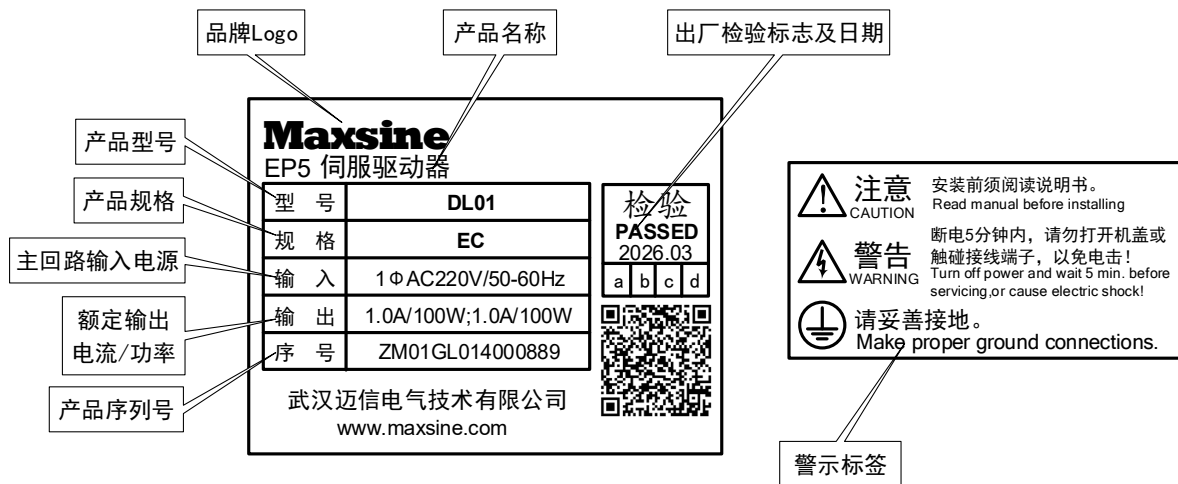 品牌Logo
产品名称
出厂检验标志及日期
产品型号
产品规格
主回路输入电源
额定输出
电流/功率
产品序列号
Maxsine
EP5 伺服驱动器
型 号 DL01
规 格 EC
输 入 1ΦAC220V/50-60Hz
输 出 1.0A/100W;1.0A/100W
序 号 ZM01GL014000889
检验
PASSED
2026.03
a b c d
武汉迈信电气技术有限公司
www.maxsine.com
注意
CAUTION
安装前须阅读说明书。
Read manual before installing
警告
WARNING
断电5分钟内，请勿打开机盖或
触碰接线端子，以免电击！
Turn off power and wait 5 min. before
servicing,or cause electric shock!
请妥善接地。
Make proper ground connections.
警示标签